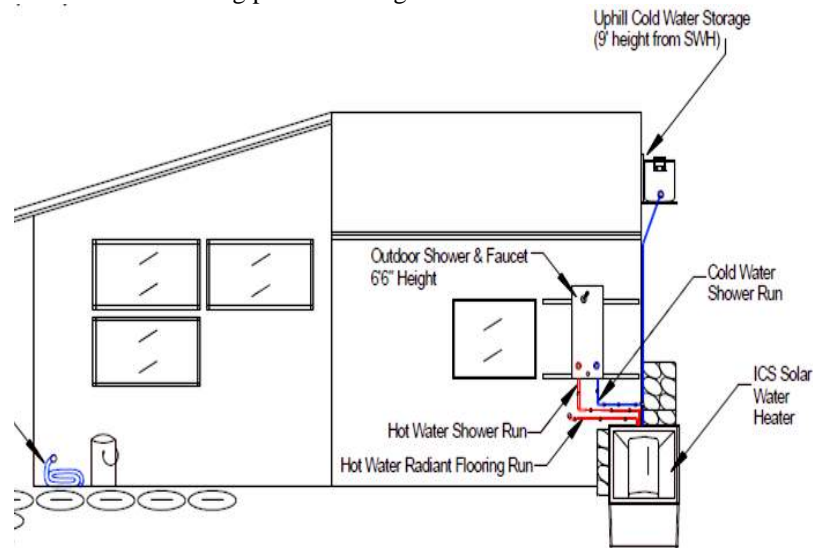 Uphill Cold Water Storage
(9' height from SWH)
Outdoor Shower & Faucet
6'6" Height
Cold Water
Shower Run
ICS Solar
Water
Heater
Hot Water Shower Run
Hot Water Radiant Flooring Run